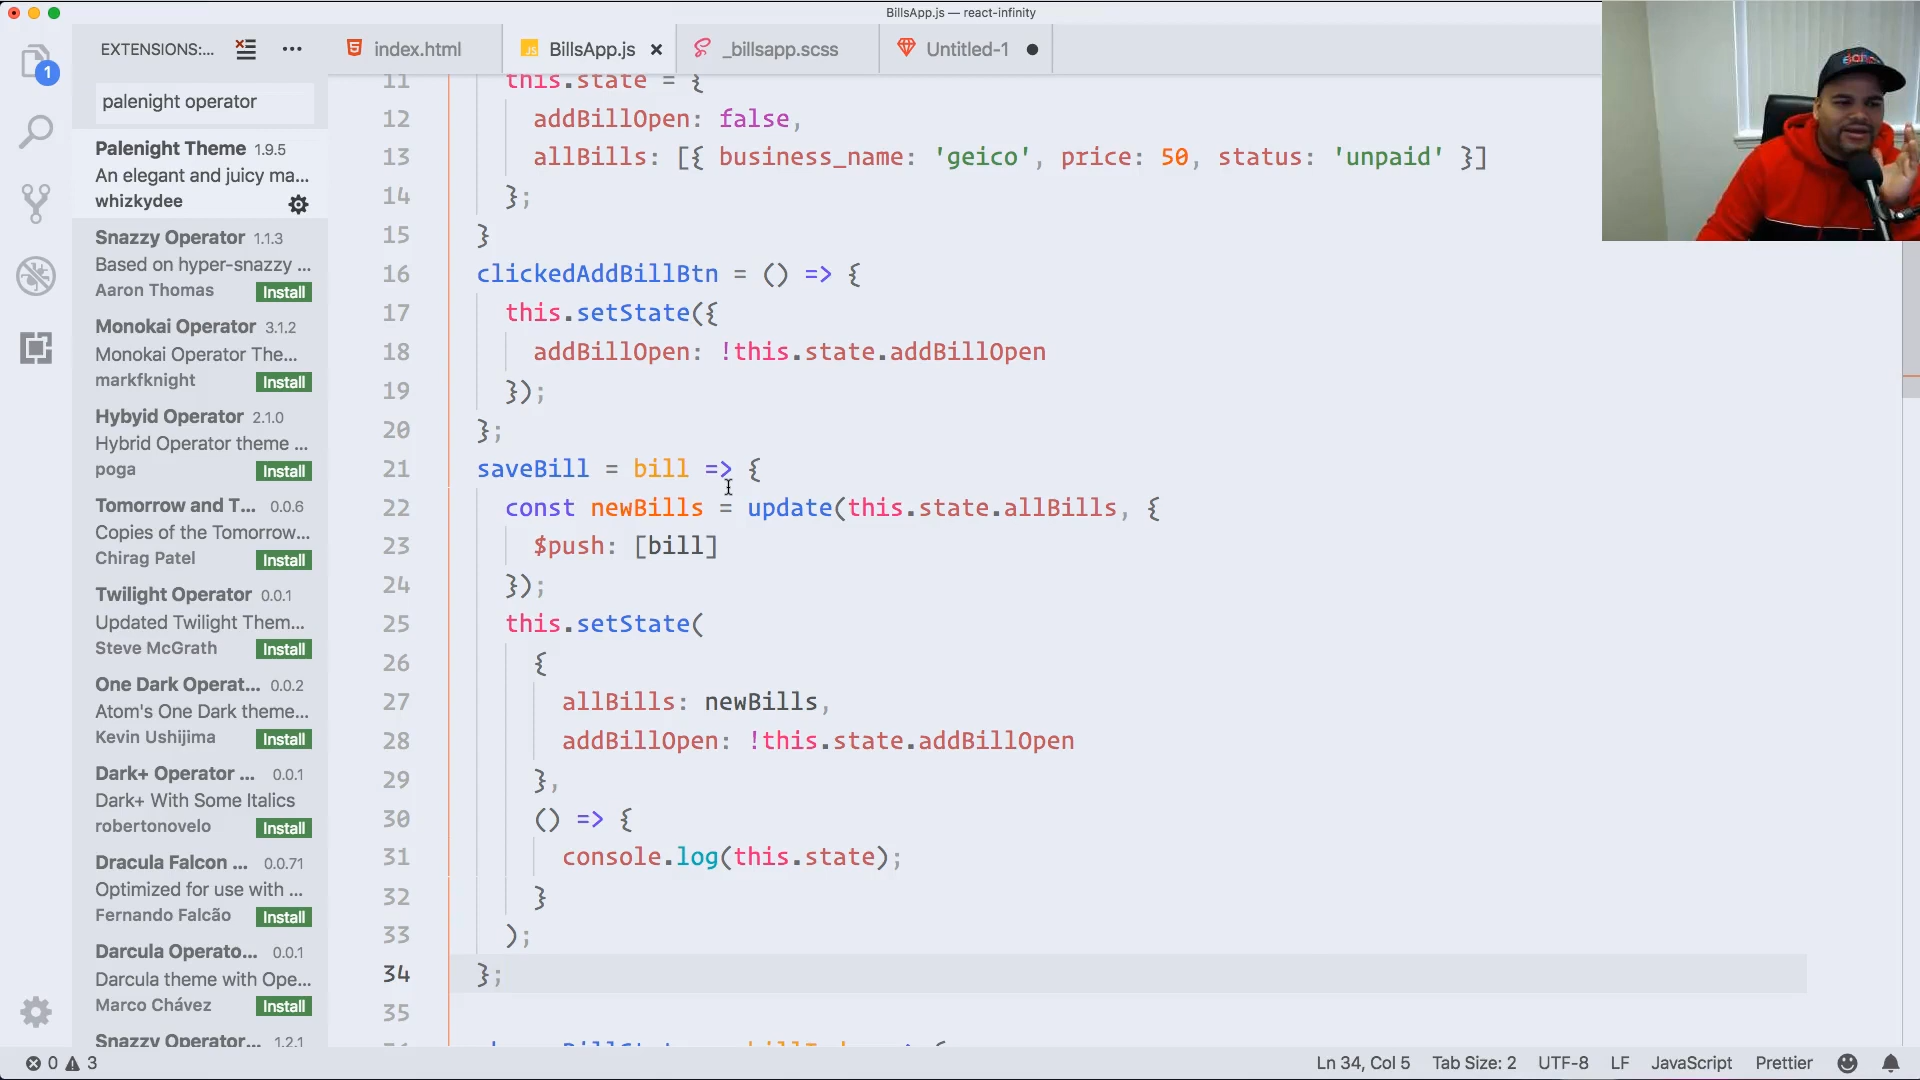 BillsApp.js — react-infinity
EXTENSIONS:...
index.html
JS BillsApp.js
_billsapp.scss
Untitled-1
1
palenight operator
Palenight Theme 1.9.5
An elegant and juicy ma...
whizkydee
Snazzy Operator 1.1.3
Based on hyper-snazzy ...
Aaron Thomas Install
Monokai Operator 3.1.2
Monokai Operator The...
markfknight Install
Hybyid Operator 2.1.0
Hybrid Operator theme ...
poga Install
Tomorrow and T... 0.0.6
Copies of the Tomorrow...
Chirag Patel Install
Twilight Operator 0.0.1
Updated Twilight Them...
Steve McGrath Install
One Dark Operat... 0.0.2
Atom's One Dark theme...
Kevin Ushijima Install
Dark+ Operator ... 0.0.1
Dark+ With Some Italics
robertonovelo Install
Dracula Falcon ... 0.0.71
Optimized for use with ...
Fernando Falcão Install
Darcula Operato... 0.0.1
Darcula theme with Ope...
Marco Chávez Install
Snazzy Operator... 1.2.1
11 this.state = {
12 addBillOpen: false,
13 allBills: [{ business_name: 'geico', price: 50, status: 'unpaid' }]
14 };
15 }
16 clickedAddBillBtn = () => {
17 this.setState({
18 addBillOpen: !this.state.addBillOpen
19 });
20 };
21 saveBill = bill => {
22 const newBills = update(this.state.allBills, {
23 $push: [bill]
24 });
25 this.setState(
26 {
27 allBills: newBills,
28 addBillOpen: !this.state.addBillOpen
29 },
30 () => {
31 console.log(this.state);
32 }
33 );
34 };
35
0 3
Ln 34, Col 5 Tab Size: 2 UTF-8 LF JavaScript Prettier